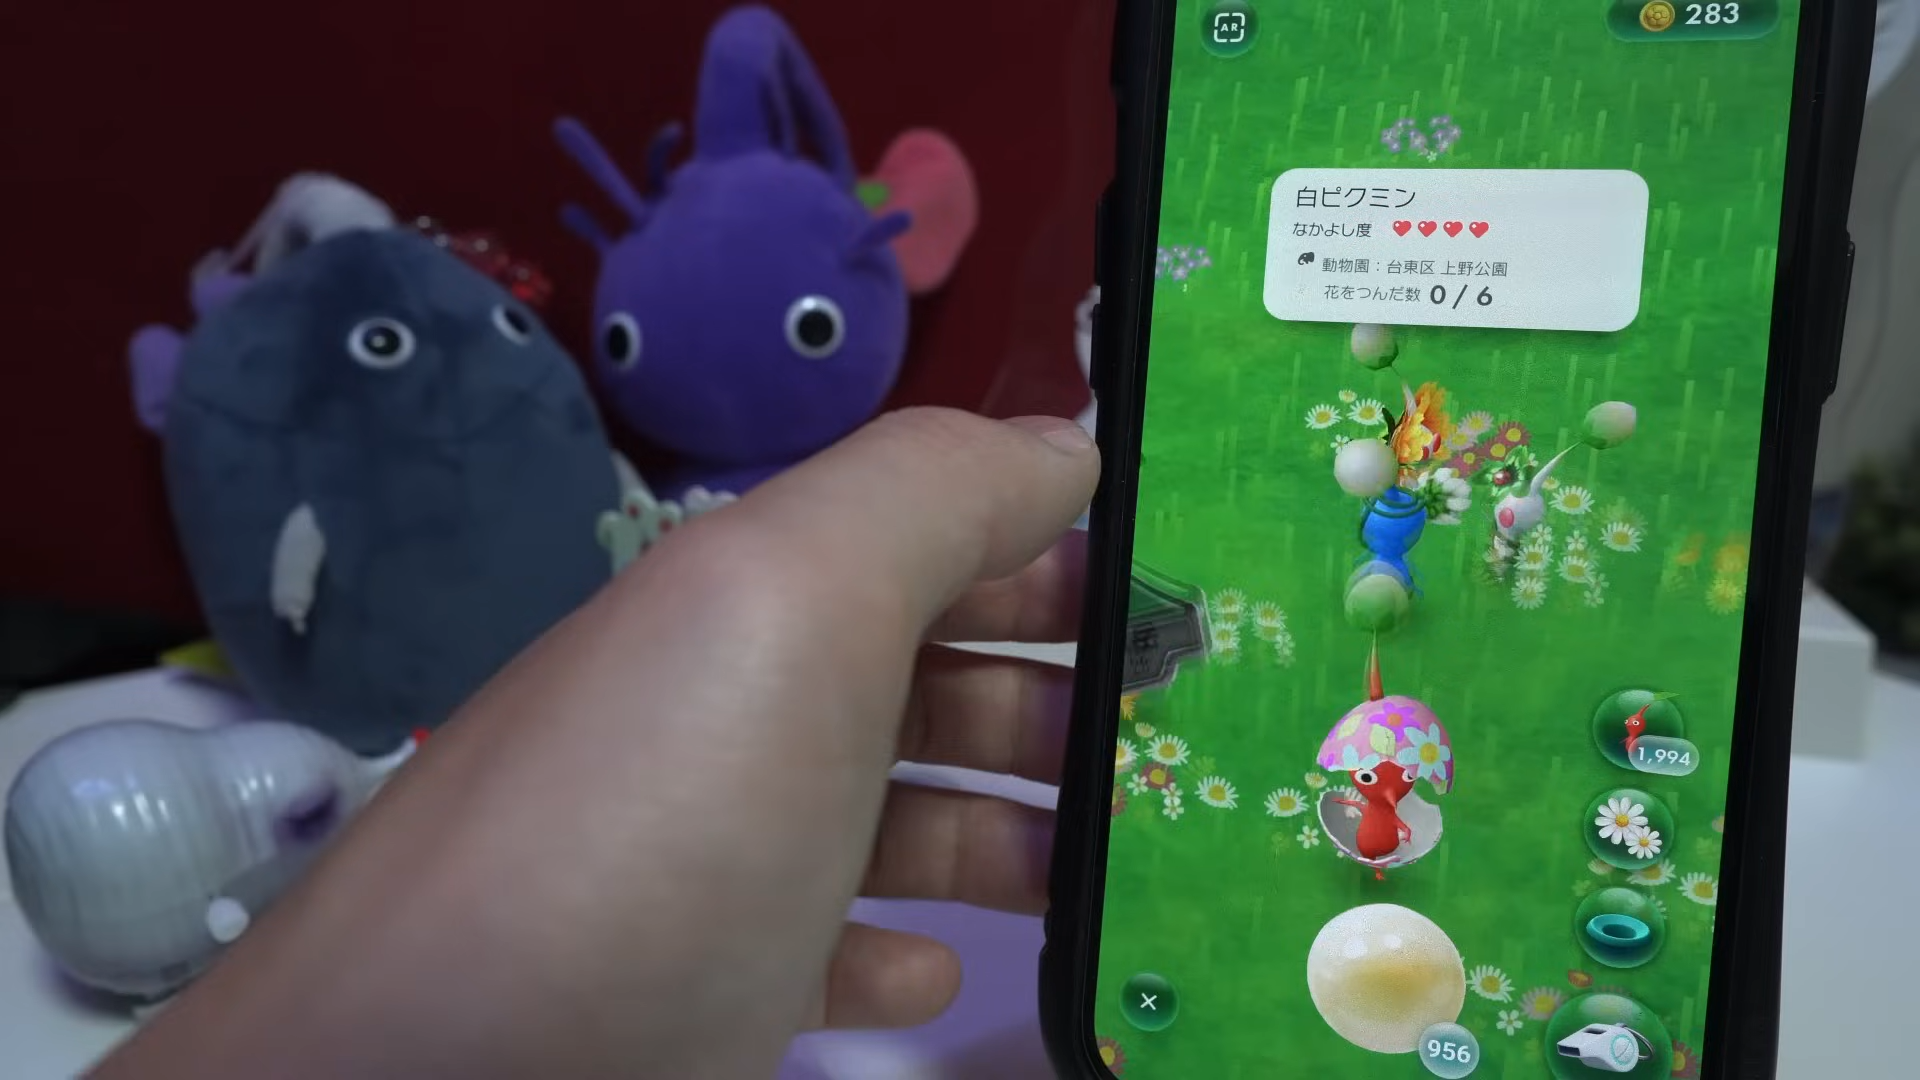 AR
283
白ピクミン
なかよし度
動物園：台東区 上野公園
花をつんだ数 0 / 6
1,994
956